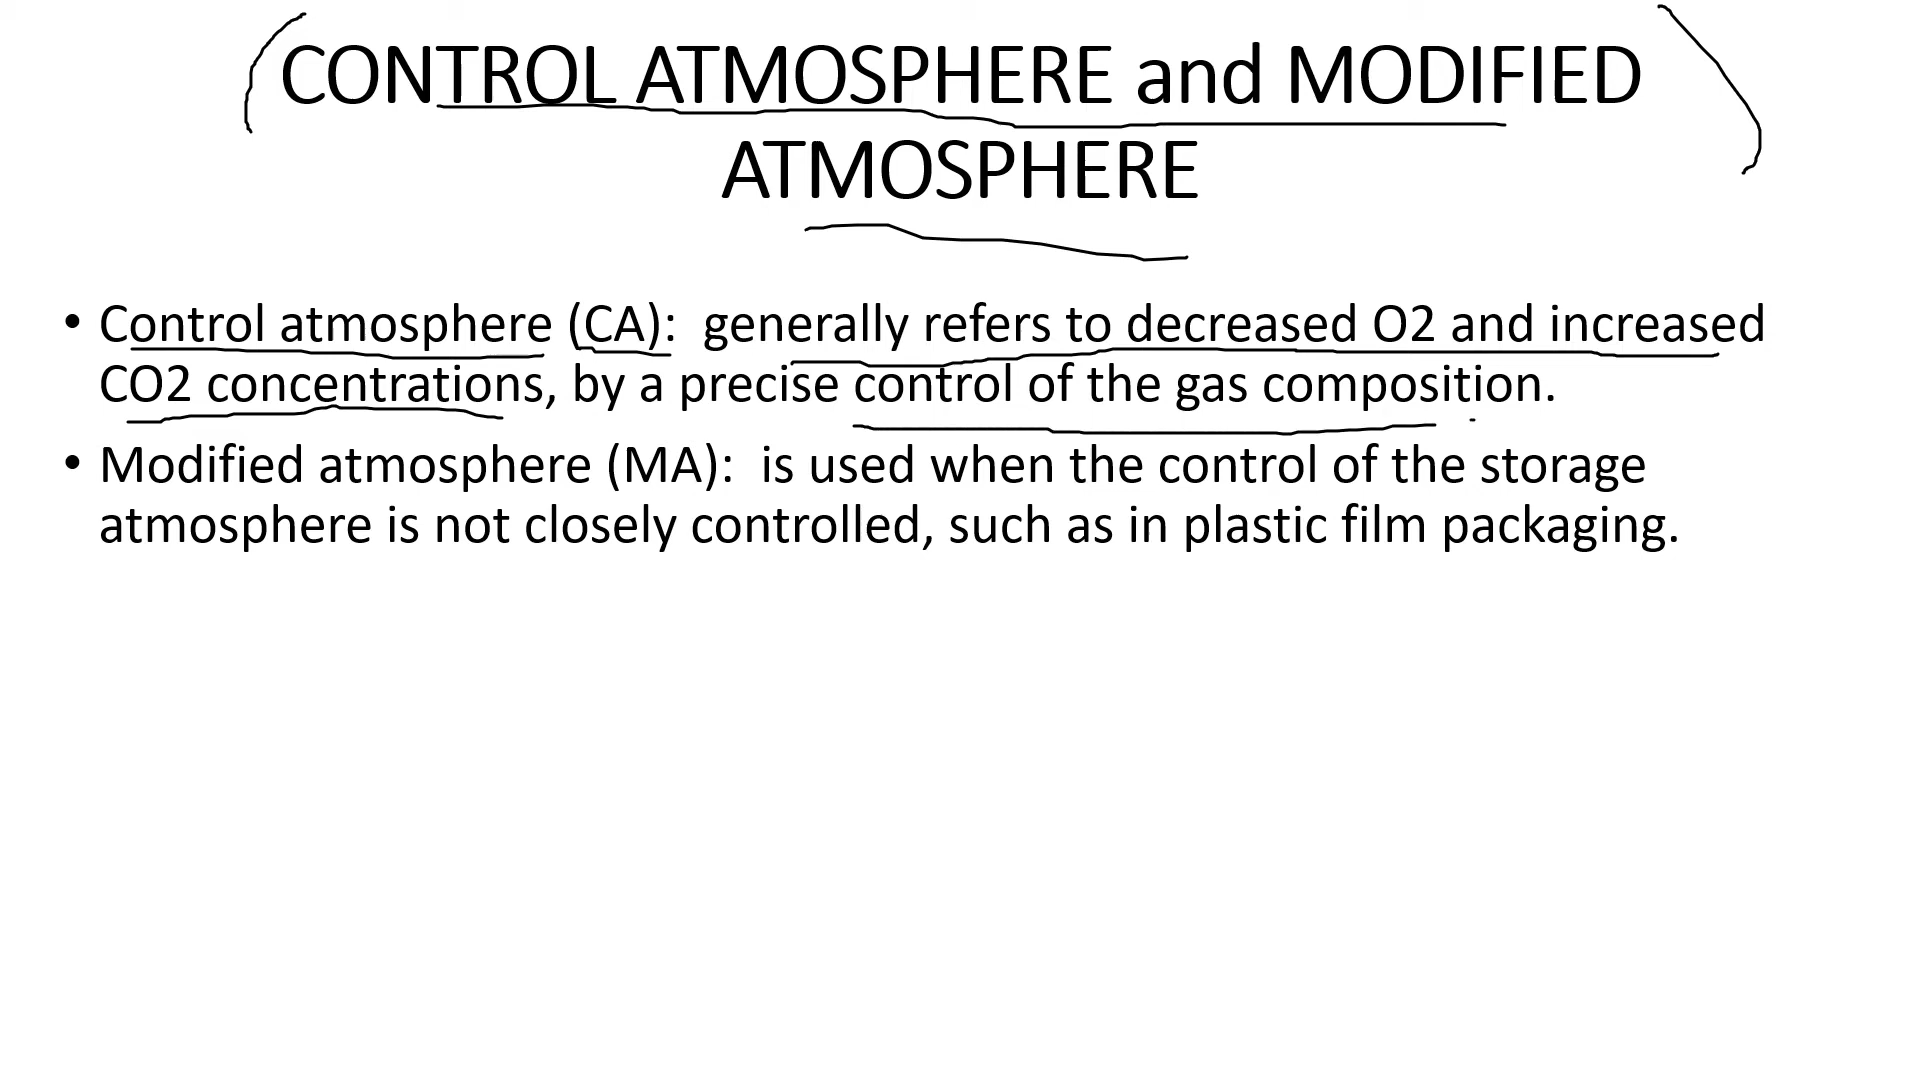 CONTROL ATMOSPHERE and MODIFIED
ATMOSPHERE
• Control atmosphere (CA): generally refers to decreased O2 and increased
CO2 concentrations, by a precise control of the gas composition.
• Modified atmosphere (MA): is used when the control of the storage
atmosphere is not closely controlled, such as in plastic film packaging.